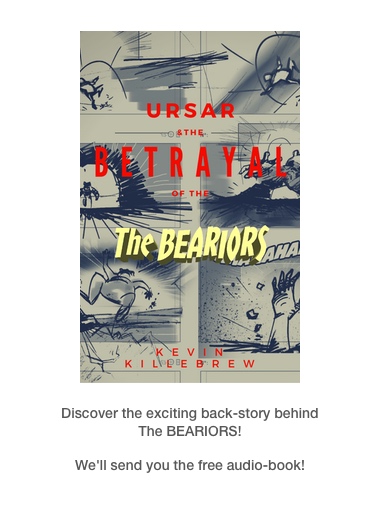 URSAR
&THE
BETRAYAL
OF THE
The BEARIORS
AHA
KEVIN
KILLEBREW
Discover the exciting back-story behind
The BEARIORS!
We'll send you the free audio-book!